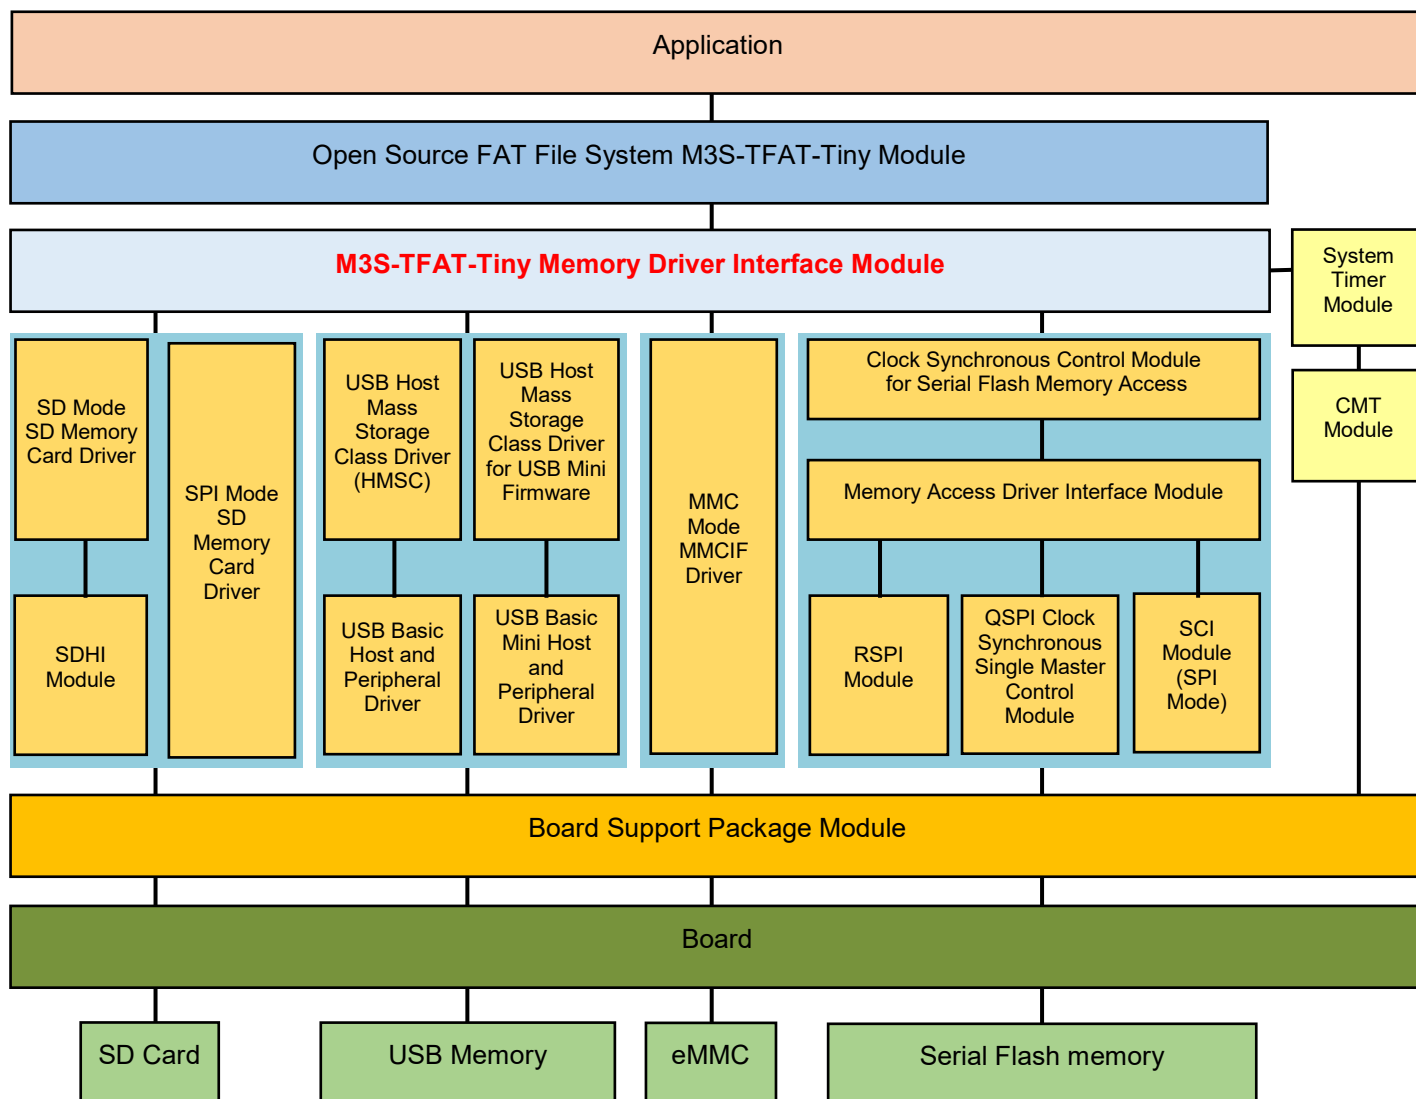 Application
Open Source FAT File System M3S-TFAT-Tiny Module
M3S-TFAT-Tiny Memory Driver Interface Module
System
Timer
Module
CMT
Module
SD Mode
SD Memory
Card Driver
SDHI
Module
SPI Mode
SD
Memory
Card
Driver
USB Host
Mass
Storage
Class Driver
(HMSC)
USB Basic
Host and
Peripheral
Driver
USB Host
Mass
Storage
Class Driver
for USB Mini
Firmware
USB Basic
Mini Host
and
Peripheral
Driver
MMC
Mode
MMCIF
Driver
Clock Synchronous Control Module
for Serial Flash Memory Access
Memory Access Driver Interface Module
RSPI
Module
QSPI Clock
Synchronous
Single Master
Control
Module
SCI
Module
(SPI
Mode)
Board Support Package Module
Board
SD Card
USB Memory
eMMC
Serial Flash memory